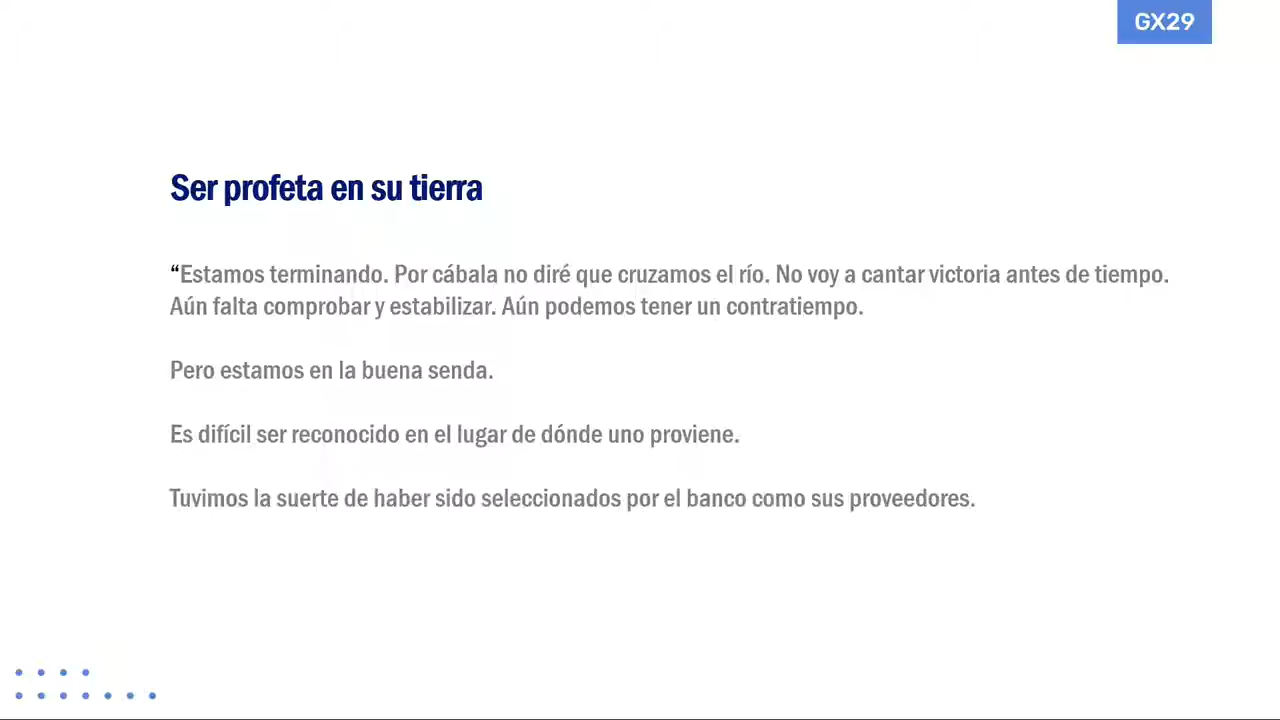 GX29
Ser profeta en su tierra
“Estamos terminando. Por cábala no diré que cruzamos el río. No voy a cantar victoria antes de tiempo.
Aún falta comprobar y estabilizar. Aún podemos tener un contratiempo.
Pero estamos en la buena senda.
Es difícil ser reconocido en el lugar de dónde uno proviene.
Tuvimos la suerte de haber sido seleccionados por el banco como sus proveedores.